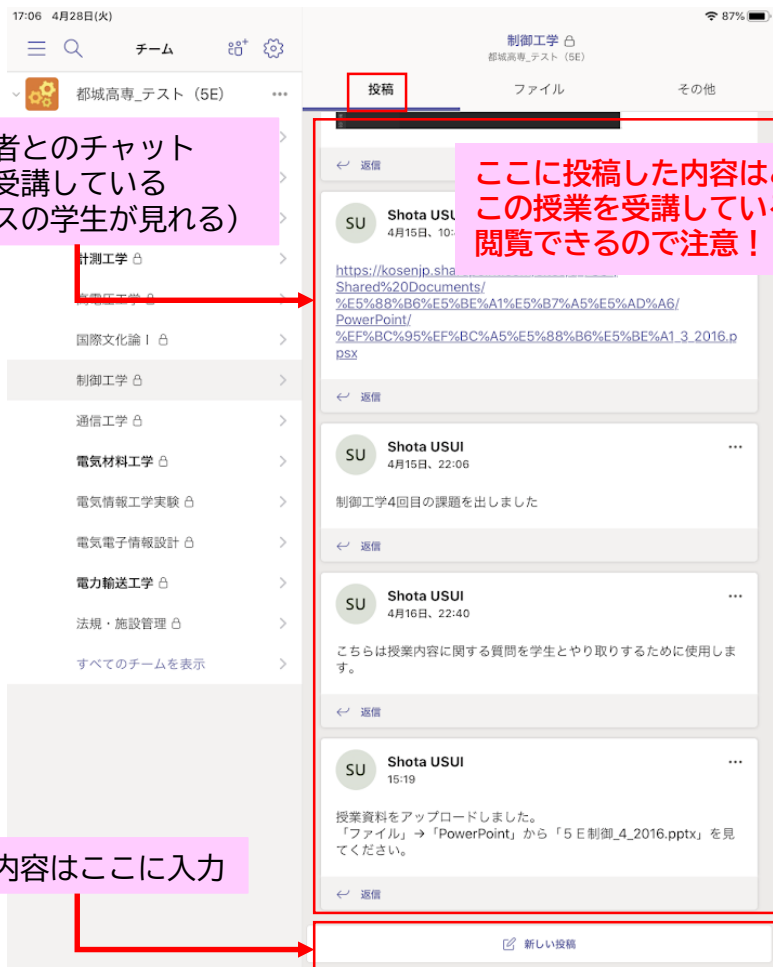 17:06 4月28日(火)
87%
チーム
制御工学
都城高専_テスト（5E）
都城高専_テスト（5E）
投稿
ファイル
その他
者とのチャット
受講している
スの学生が見れる）
計測工学
国際文化論Ⅰ
制御工学
通信工学
電気材料工学
電気情報工学実験
電気電子情報設計
電力輸送工学
法規・施設管理
すべてのチームを表示
内容はここに入力
返信
ここに投稿した内容は
この授業を受講してい
閲覧できるので注意！
SU
Shota USU
4月15日、10:
https://kosenjp.sha
Shared%20Documents/
%E5%88%B6%E5%BE%A1%E5%B7%A5%E5%AD%A6/
PowerPoint/
%EF%BC%95%EF%BC%A5%E5%88%B6%E5%BE%A1_3_2016.p
psx
返信
SU
Shota USUI
4月15日、22:06
制御工学4回目の課題を出しました
返信
SU
Shota USUI
4月16日、22:40
こちらは授業内容に関する質問を学生とやり取りするために使用しま
す。
返信
SU
Shota USUI
15:19
授業資料をアップロードしました。
「ファイル」→「PowerPoint」から「５Ｅ制御_4_2016.pptx」を見
てください。
返信
新しい投稿